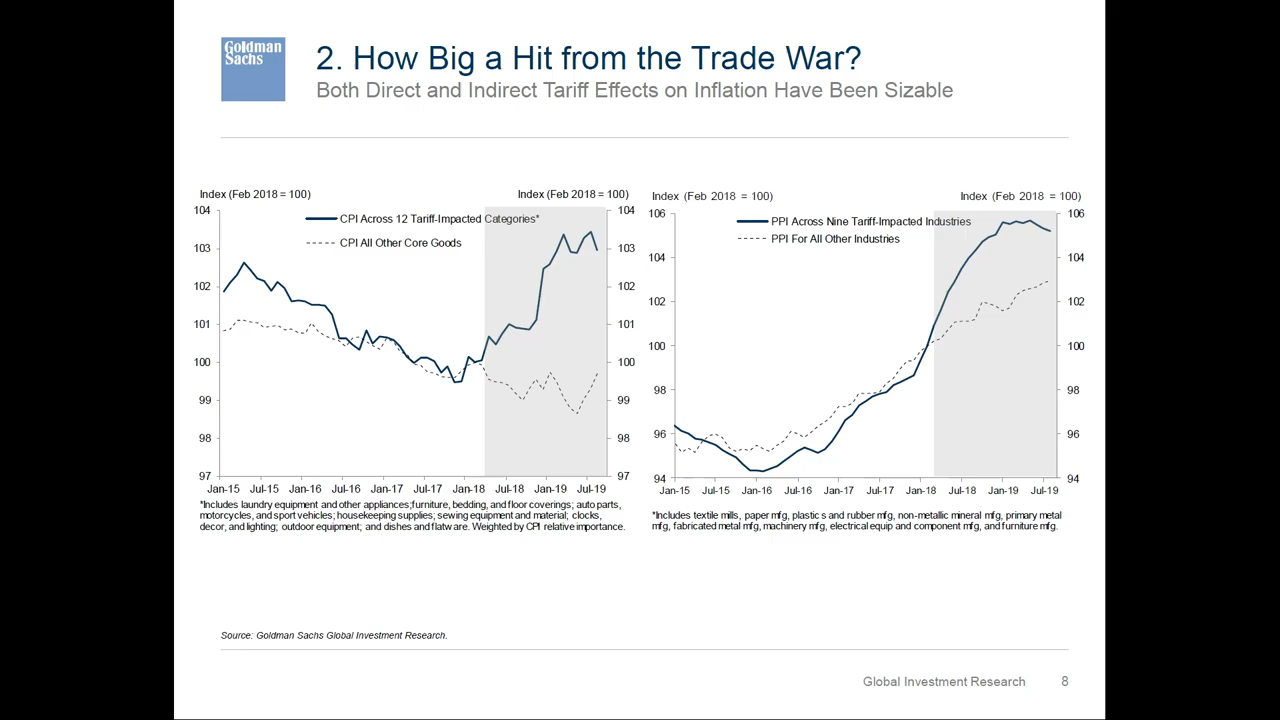 Goldman
Sachs
2. How Big a Hit from the Trade War?
Both Direct and Indirect Tariff Effects on Inflation Have Been Sizable
Index (Feb 2018 = 100)
Index (Feb 2018 = 100)
104
103
102
101
100
99
98
97
CPI Across 12 Tariff-Impacted Categories*
CPI All Other Core Goods
104
103
102
101
100
99
98
97
Jan-15 Jul-15 Jan-16 Jul-16 Jan-17 Jul-17 Jan-18 Jul-18 Jan-19 Jul-19
*Includes laundry equipment and other appliances;furniture, bedding, and floor coverings; auto parts,
motorcycles, and sport vehicles; housekeeping supplies; sewing equipment and material; clocks,
decor, and lighting; outdoor equipment; and dishes and flatware. Weighted by CPI relative importance.
Index (Feb 2018 = 100)
Index (Feb 2018 = 100)
106
104
102
100
98
96
94
PPI Across Nine Tariff-Impacted Industries
PPI For All Other Industries
106
104
102
100
98
96
94
Jan-15 Jul-15 Jan-16 Jul-16 Jan-17 Jul-17 Jan-18 Jul-18 Jan-19 Jul-19
*Includes textile mills, paper mfg, plastics and rubber mfg, non-metallic mineral mfg, primary metal
mfg, fabricated metal mfg, machinery mfg, electrical equip and component mfg, and furniture mfg.
Source: Goldman Sachs Global Investment Research.
Global Investment Research 8